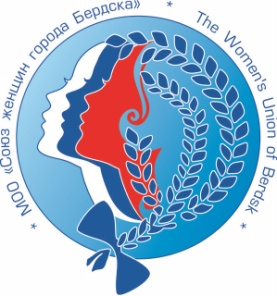 * МОО «Союз женщин города Бердска» *
* The Women's Union of Berdsk *